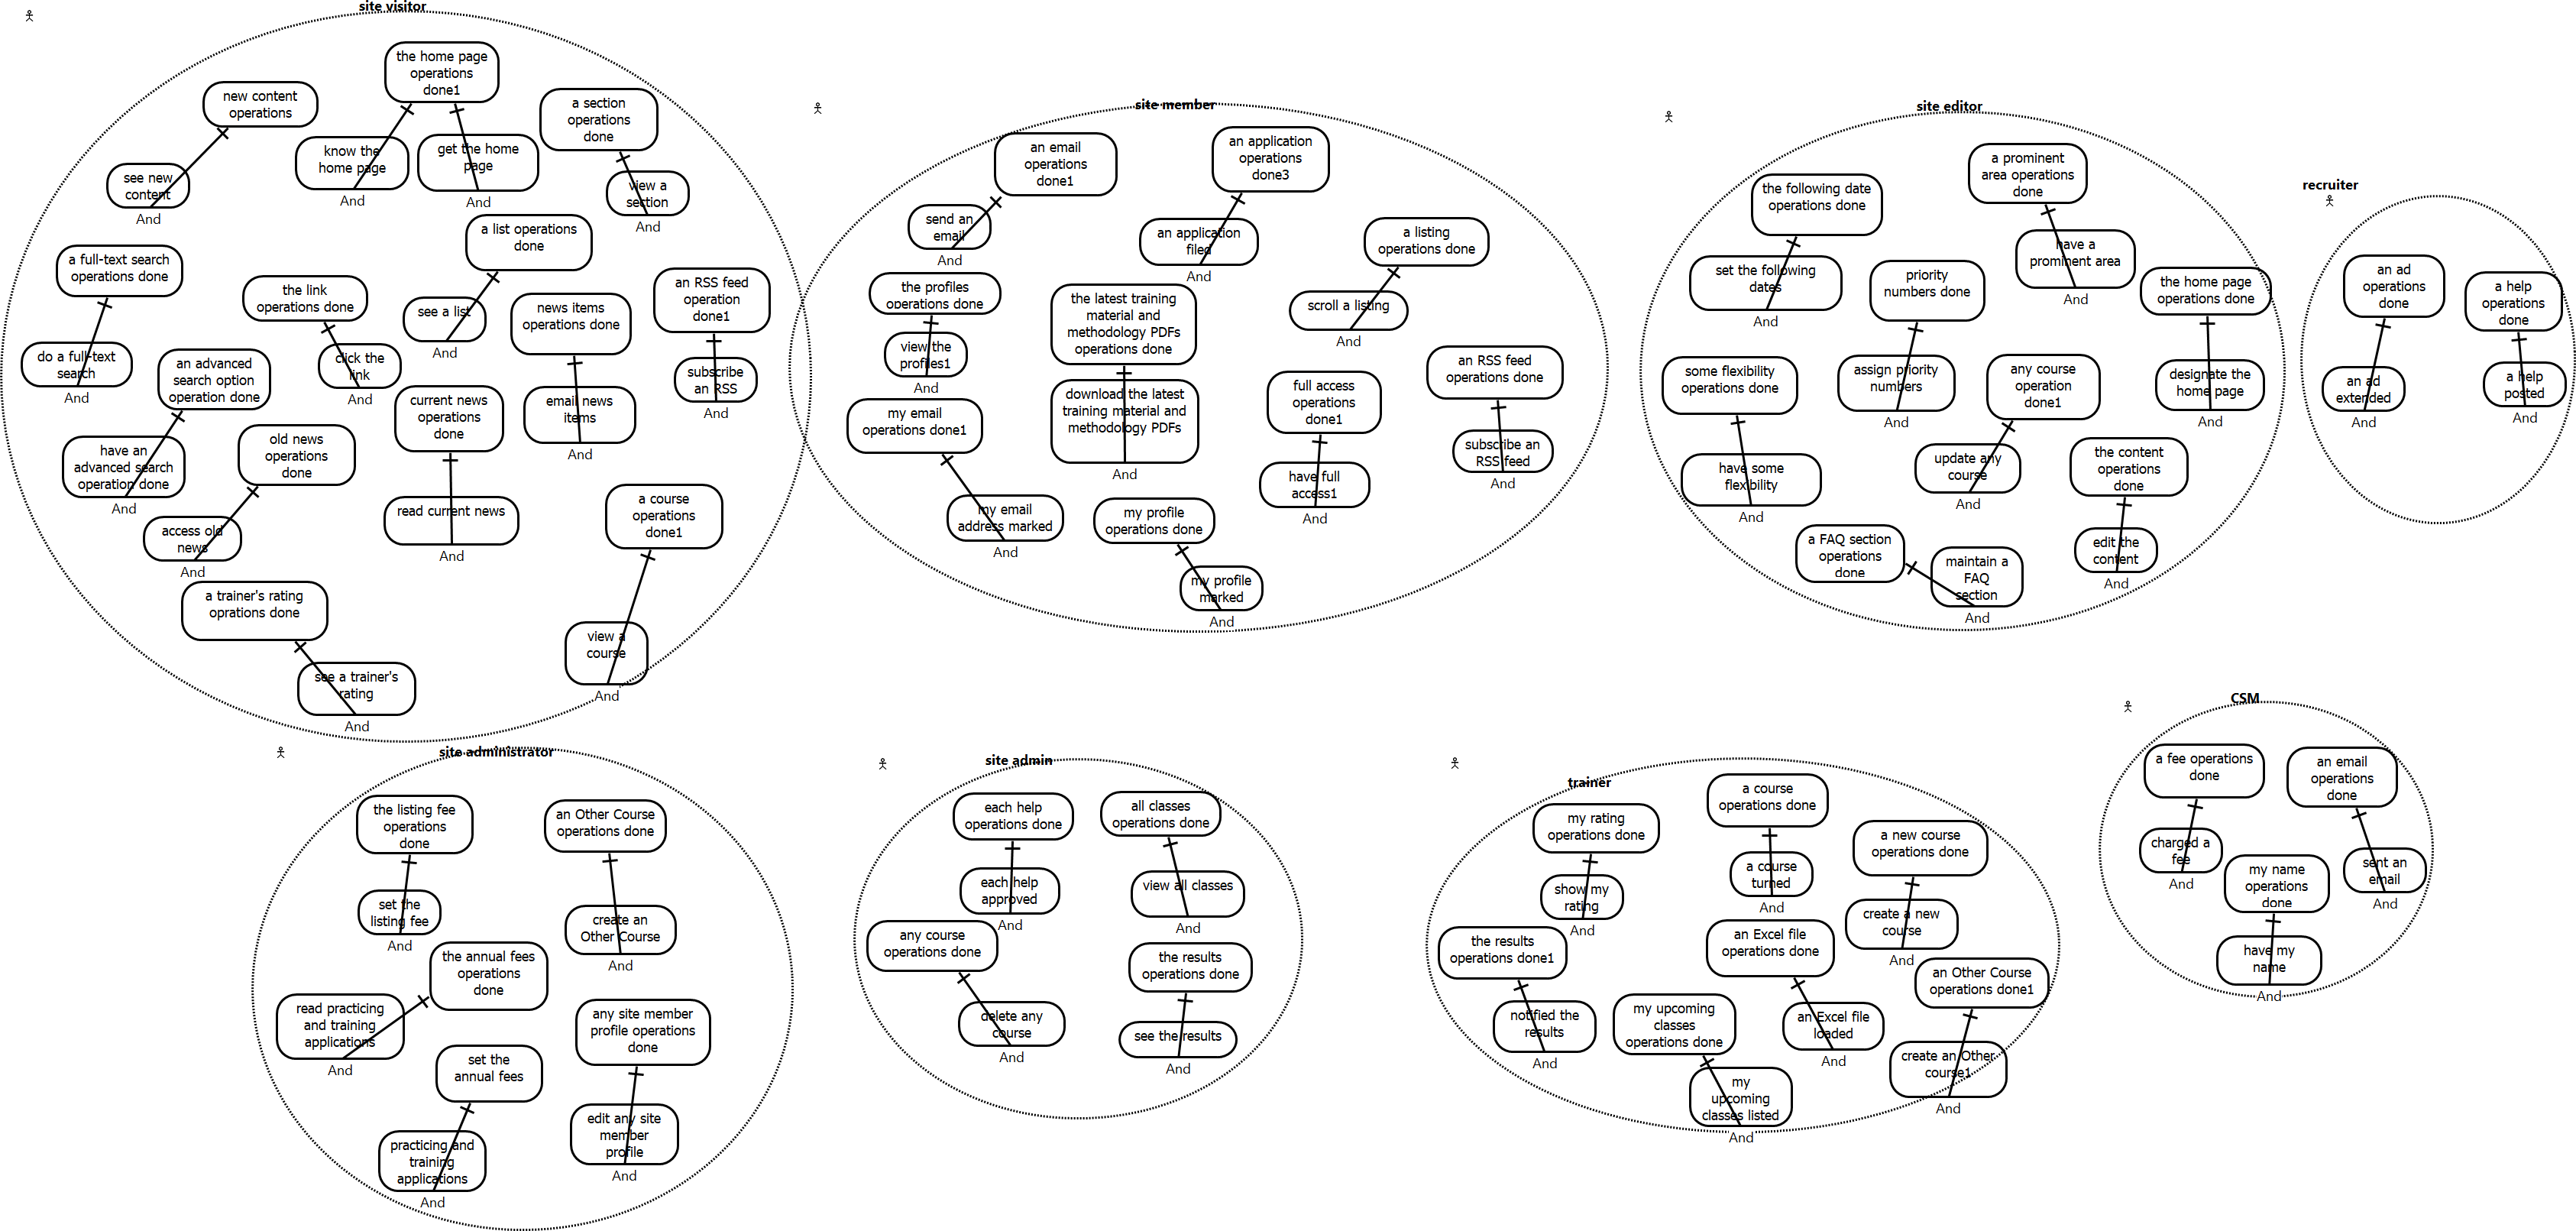 site visitor
the home page
operations
done1
new content
operations
a section
operations
done
know the
home page
And
get the home
page
And
see new
content
And
view a
section
And
a list operations
done
a full-text search
operations done
the link
operations done
see a list
And
news items
operations done
an RSS feed
operation
done1
do a full-text
search
And
click the
link
And
an advanced
search option
operation done
subscribe
an RSS
And
current news
operations
done
email news
items
And
have an
advanced search
operation done
And
old news
operations
done
read current news
And
a course
operations
done1
access old
news
And
a trainer's rating
oprations done
view a
course
And
see a trainer's
rating
And
site member
an email
operations
done1
an application
operations
done3
send an
email
And
an application
filed
And
a listing
operations done
the profiles
operations done
the latest training
material and
methodology PDFs
operations done
scroll a listing
And
view the
profiles1
And
download the latest
training material and
methodology PDFs
And
an RSS feed
operations done
full access
operations
done1
my email
operations done1
subscribe an
RSS feed
And
have full
access1
And
my email
address marked
And
my profile
operations done
my profile
marked
And
site editor
a prominent
area operations
done
the following date
operations done
have a
prominent area
And
set the following
dates
And
priority
numbers done
the home page
operations done
some flexibility
operations done
assign priority
numbers
And
any course
operation
done1
designate the
home page
And
have some
flexibility
And
update any
course
And
the content
operations
done
a FAQ section
operations
done
maintain a
FAQ
section
And
edit the
content
And
recruiter
an ad
operations
done
a help
operations
done
an ad
extended
And
a help
posted
And
site administrator
the listing fee
operations
done
an Other Course
operations done
set the
listing fee
And
create an
Other Course
And
the annual fees
operations
done
read practicing
and training
applications
And
any site member
profile operations
done
set the
annual fees
practicing and
training
applications
And
edit any site
member
profile
And
site admin
each help
operations done
all classes
operations done
each help
approved
And
view all classes
And
any course
operations done
the results
operations done
delete any
course
And
see the results
And
trainer
a course
operations done
my rating
operations done
a new course
operations done
a course
turned
And
show my
rating
And
create a new
course
And
the results
operations done1
an Excel file
operations done
an Other Course
operations done1
notified the
results
And
my upcoming
classes
operations done
an Excel file
loaded
And
create an Other
course1
And
my
upcoming
classes listed
And
CSM
a fee operations
done
an email
operations
done
charged a
fee
And
my name
operations
done
sent an
email
And
have my
name
And